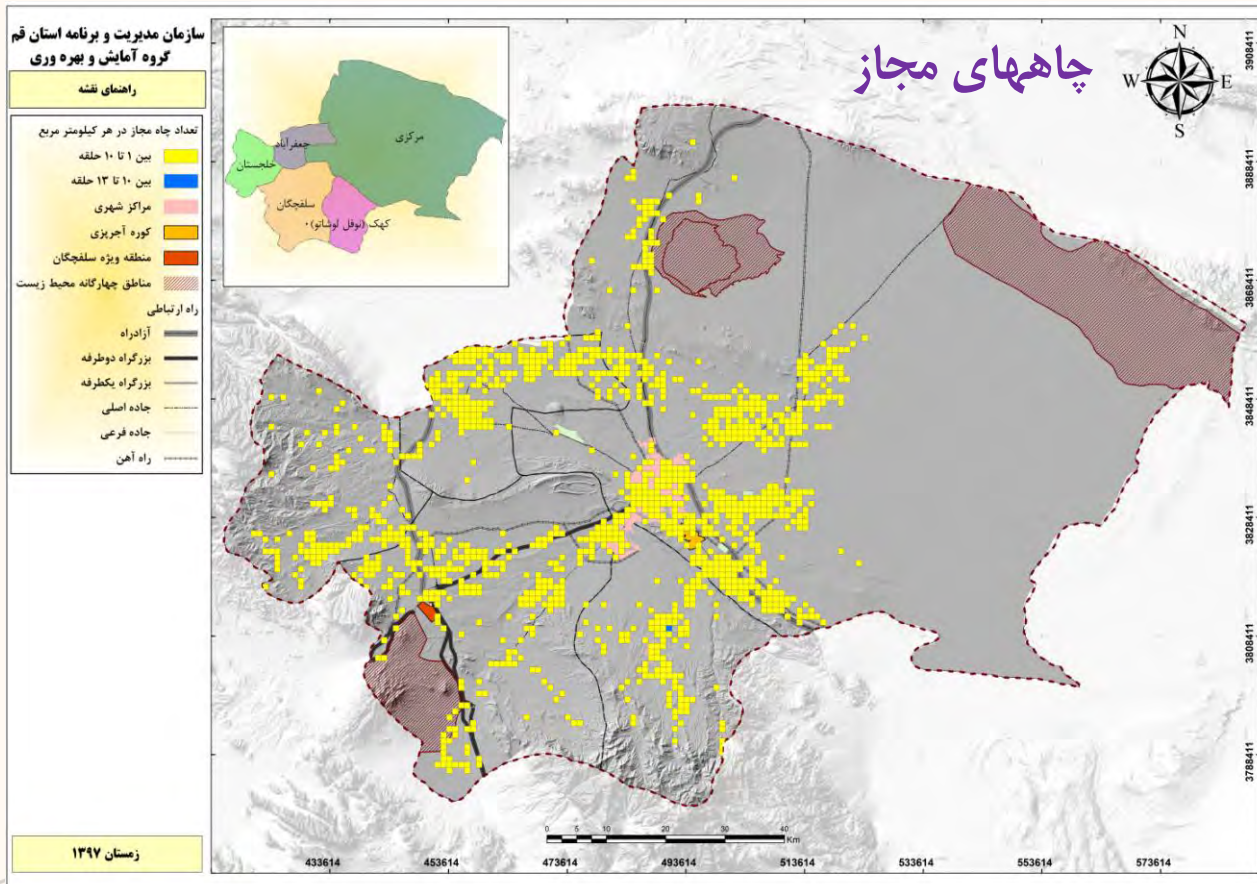 سازمان مدیریت و برنامه استان قم
گروه آمایش و بهره وری
راهنمای نقشه
تعداد چاه مجاز در هر کیلومتر مربع
بین ۱ تا ۱۰ حلقه
بین ۱۰ تا ۱۳ حلقه
مراکز شهری
کوره آجرپزی
منطقه ویژه سلفچگان
مناطق چهارگانه محیط زیست
راه ارتباطی
آزادراه
بزرگراه دوطرفه
بزرگراه یکطرفه
جاده اصلی
جاده فرعی
راه آهن
زمستان ۱۳۹۷
چاههای مجاز
مرکزی
جعفرآباد
خلجستان
سلفچگان
کهک (نوفل لوشاتو)
N
W E
S
3908411
3888411
3868411
3848411
3828411
3808411
3788411
0 5 10 20 30 40
Km
433614 453614 473614 493614 513614 533614 553614 573614